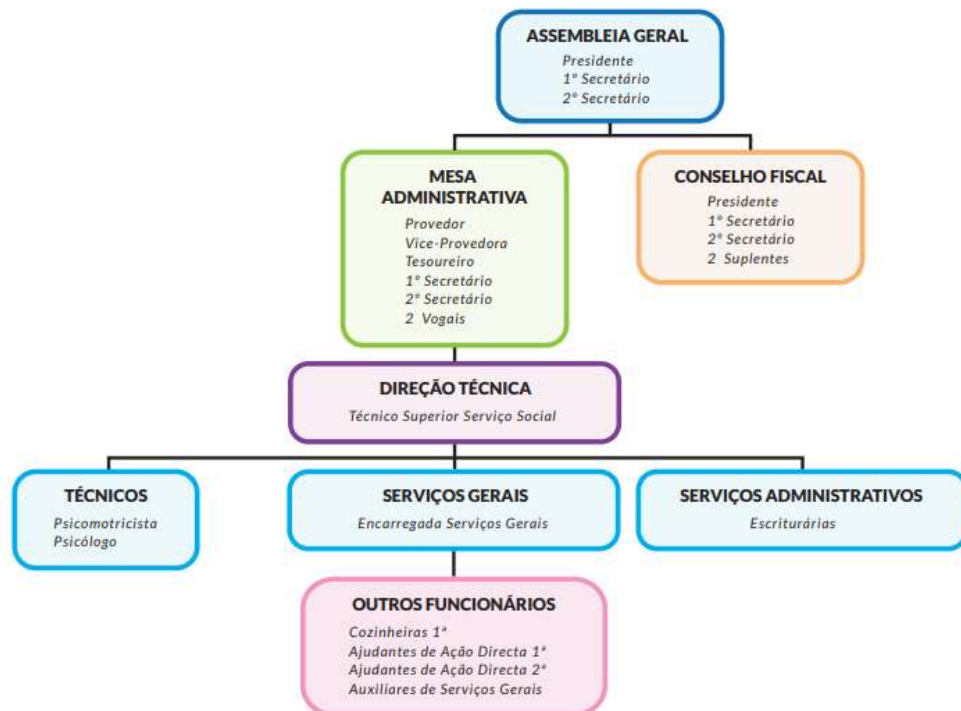 ASSEMBLEIA GERAL
Presidente
1º Secretário
2º Secretário
MESA
ADMINISTRATIVA
Provedor
Vice-Provedora
Tesoureiro
1º Secretário
2º Secretário
2 Vogais
CONSELHO FISCAL
Presidente
1º Secretário
2º Secretário
2 Suplentes
DIREÇÃO TÉCNICA
Técnico Superior Serviço Social
TÉCNICOS
Psicomotricista
Psicólogo
SERVIÇOS GERAIS
Encarregada Serviços Gerais
SERVIÇOS ADMINISTRATIVOS
Escriturárias
OUTROS FUNCIONÁRIOS
Cozinheiras 1ª
Ajudantes de Ação Directa 1ª
Ajudantes de Ação Directa 2ª
Auxiliares de Serviços Gerais